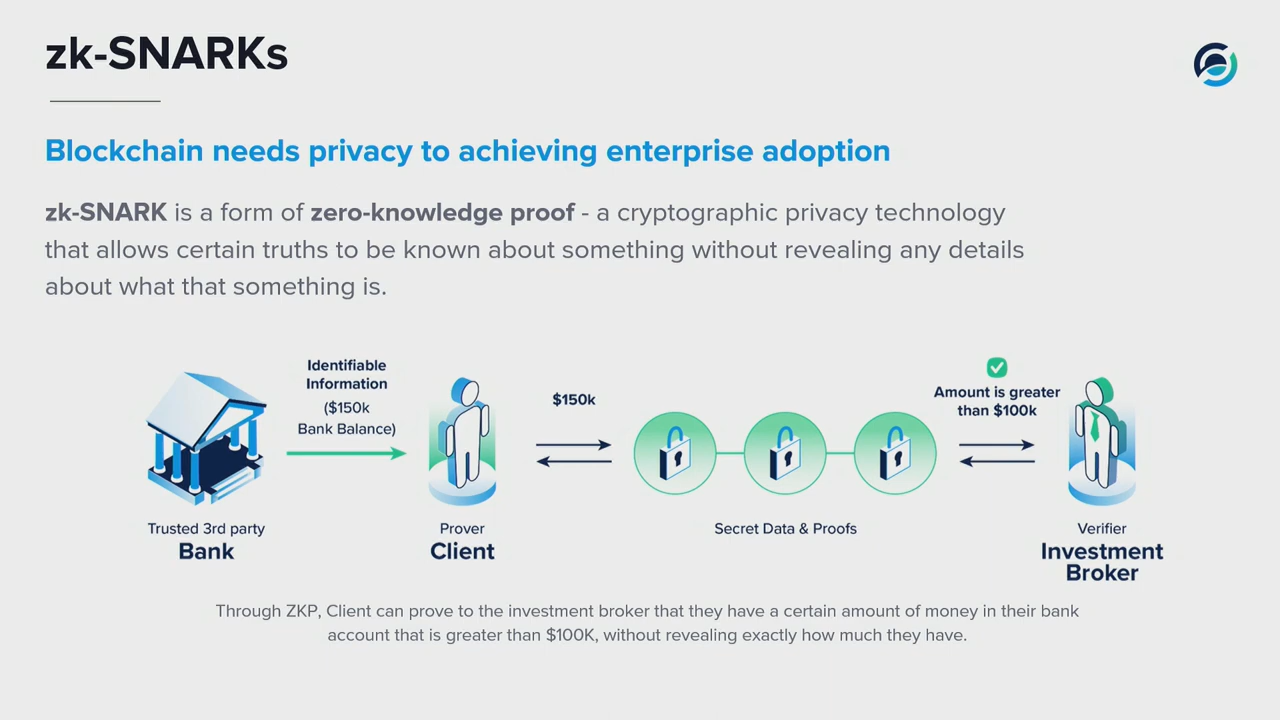 zk-SNARKs
Blockchain needs privacy to achieving enterprise adoption
zk-SNARK is a form of zero-knowledge proof - a cryptographic privacy technology
that allows certain truths to be known about something without revealing any details
about what that something is.
Identifiable
Information
($150k
Bank Balance)
$150k
Amount is greater
than $100k
Trusted 3rd party
Bank
Prover
Client
Secret Data & Proofs
Verifier
Investment
Broker
Through ZKP, Client can prove to the investment broker that they have a certain amount of money in their bank
account that is greater than $100K, without revealing exactly how much they have.